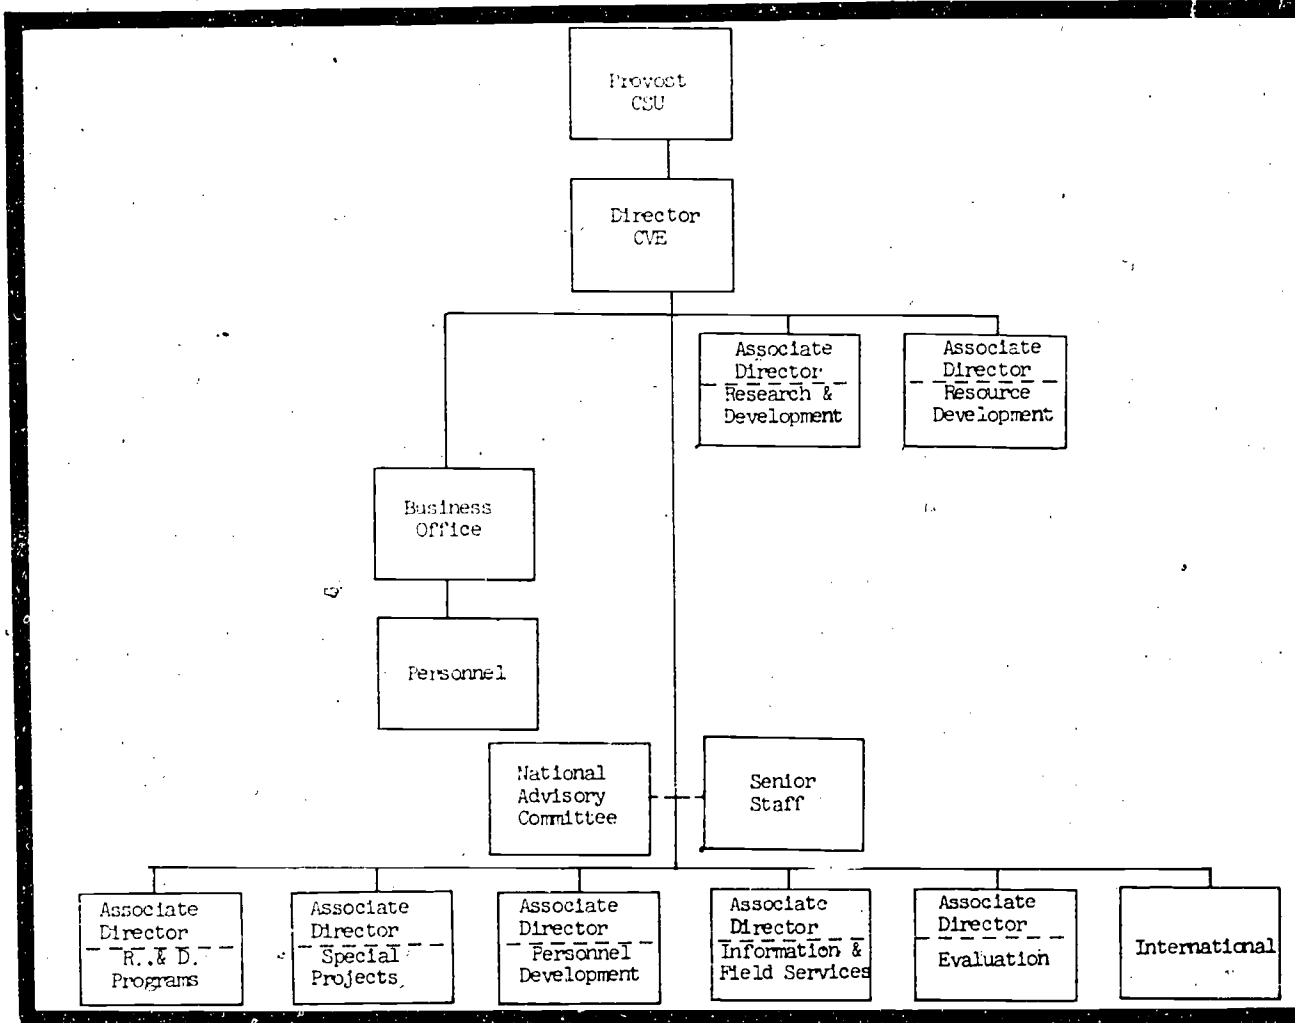 Provost
CSU
Director
CVE
Associate
Director
Research &
Development
Associate
Director
Resource
Development
Business
Office
Personnel
National
Advisory
Committee
Senior
Staff
Associate
Director
R. & D.
Programs
Associate
Director
Special
Projects
Associate
Director
Personnel
Development
Associate
Director
Information &
Field Services
Associate
Director
Evaluation
International